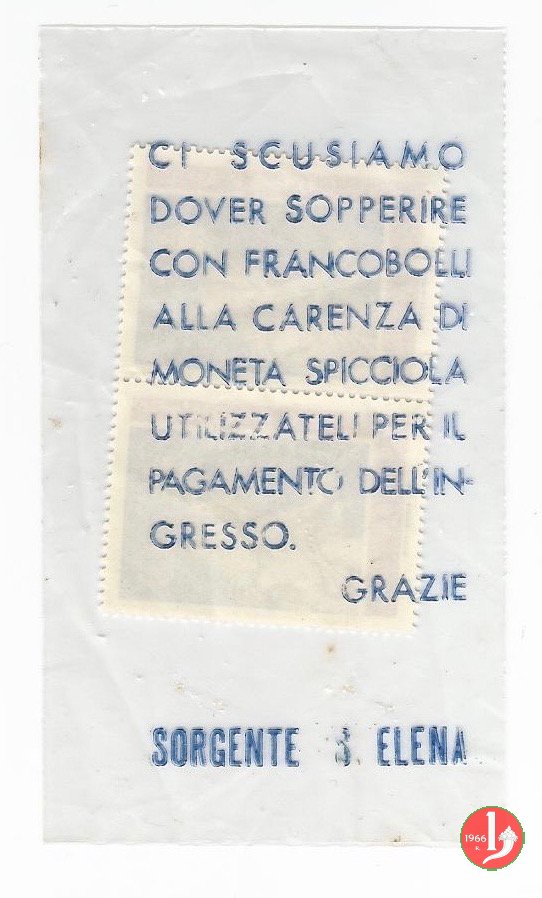 CI SCUSIAMO
DOVER SOPPERIRE
CON FRANCOBOLLI
ALLA CARENZA DI
MONETA SPICCIOLA
UTILIZZATELI PER IL
PAGAMENTO DELL'IN-
GRESSO.
GRAZIE
SORGENTE S. ELENA
1966